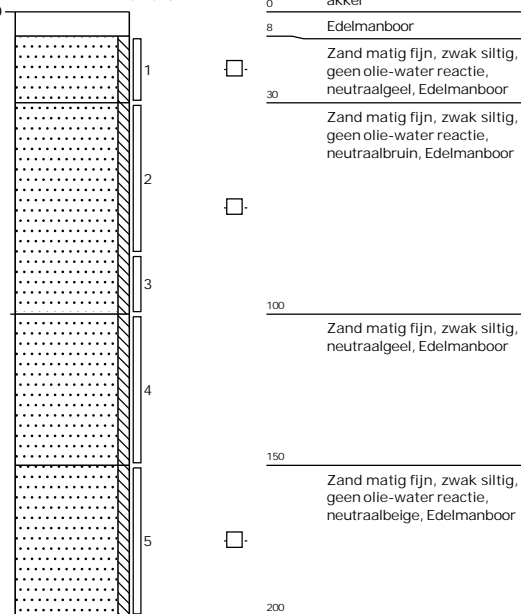 0
akker
8
Edelmanboor
Zand matig fijn, zwak siltig,
geen olie-water reactie,
neutraalgeel, Edelmanboor
1
30
Zand matig fijn, zwak siltig,
geen olie-water reactie,
neutraalbruin, Edelmanboor
2
3
100
Zand matig fijn, zwak siltig,
neutraalgeel, Edelmanboor
4
150
Zand matig fijn, zwak siltig,
geen olie-water reactie,
neutraalbeige, Edelmanboor
5
200